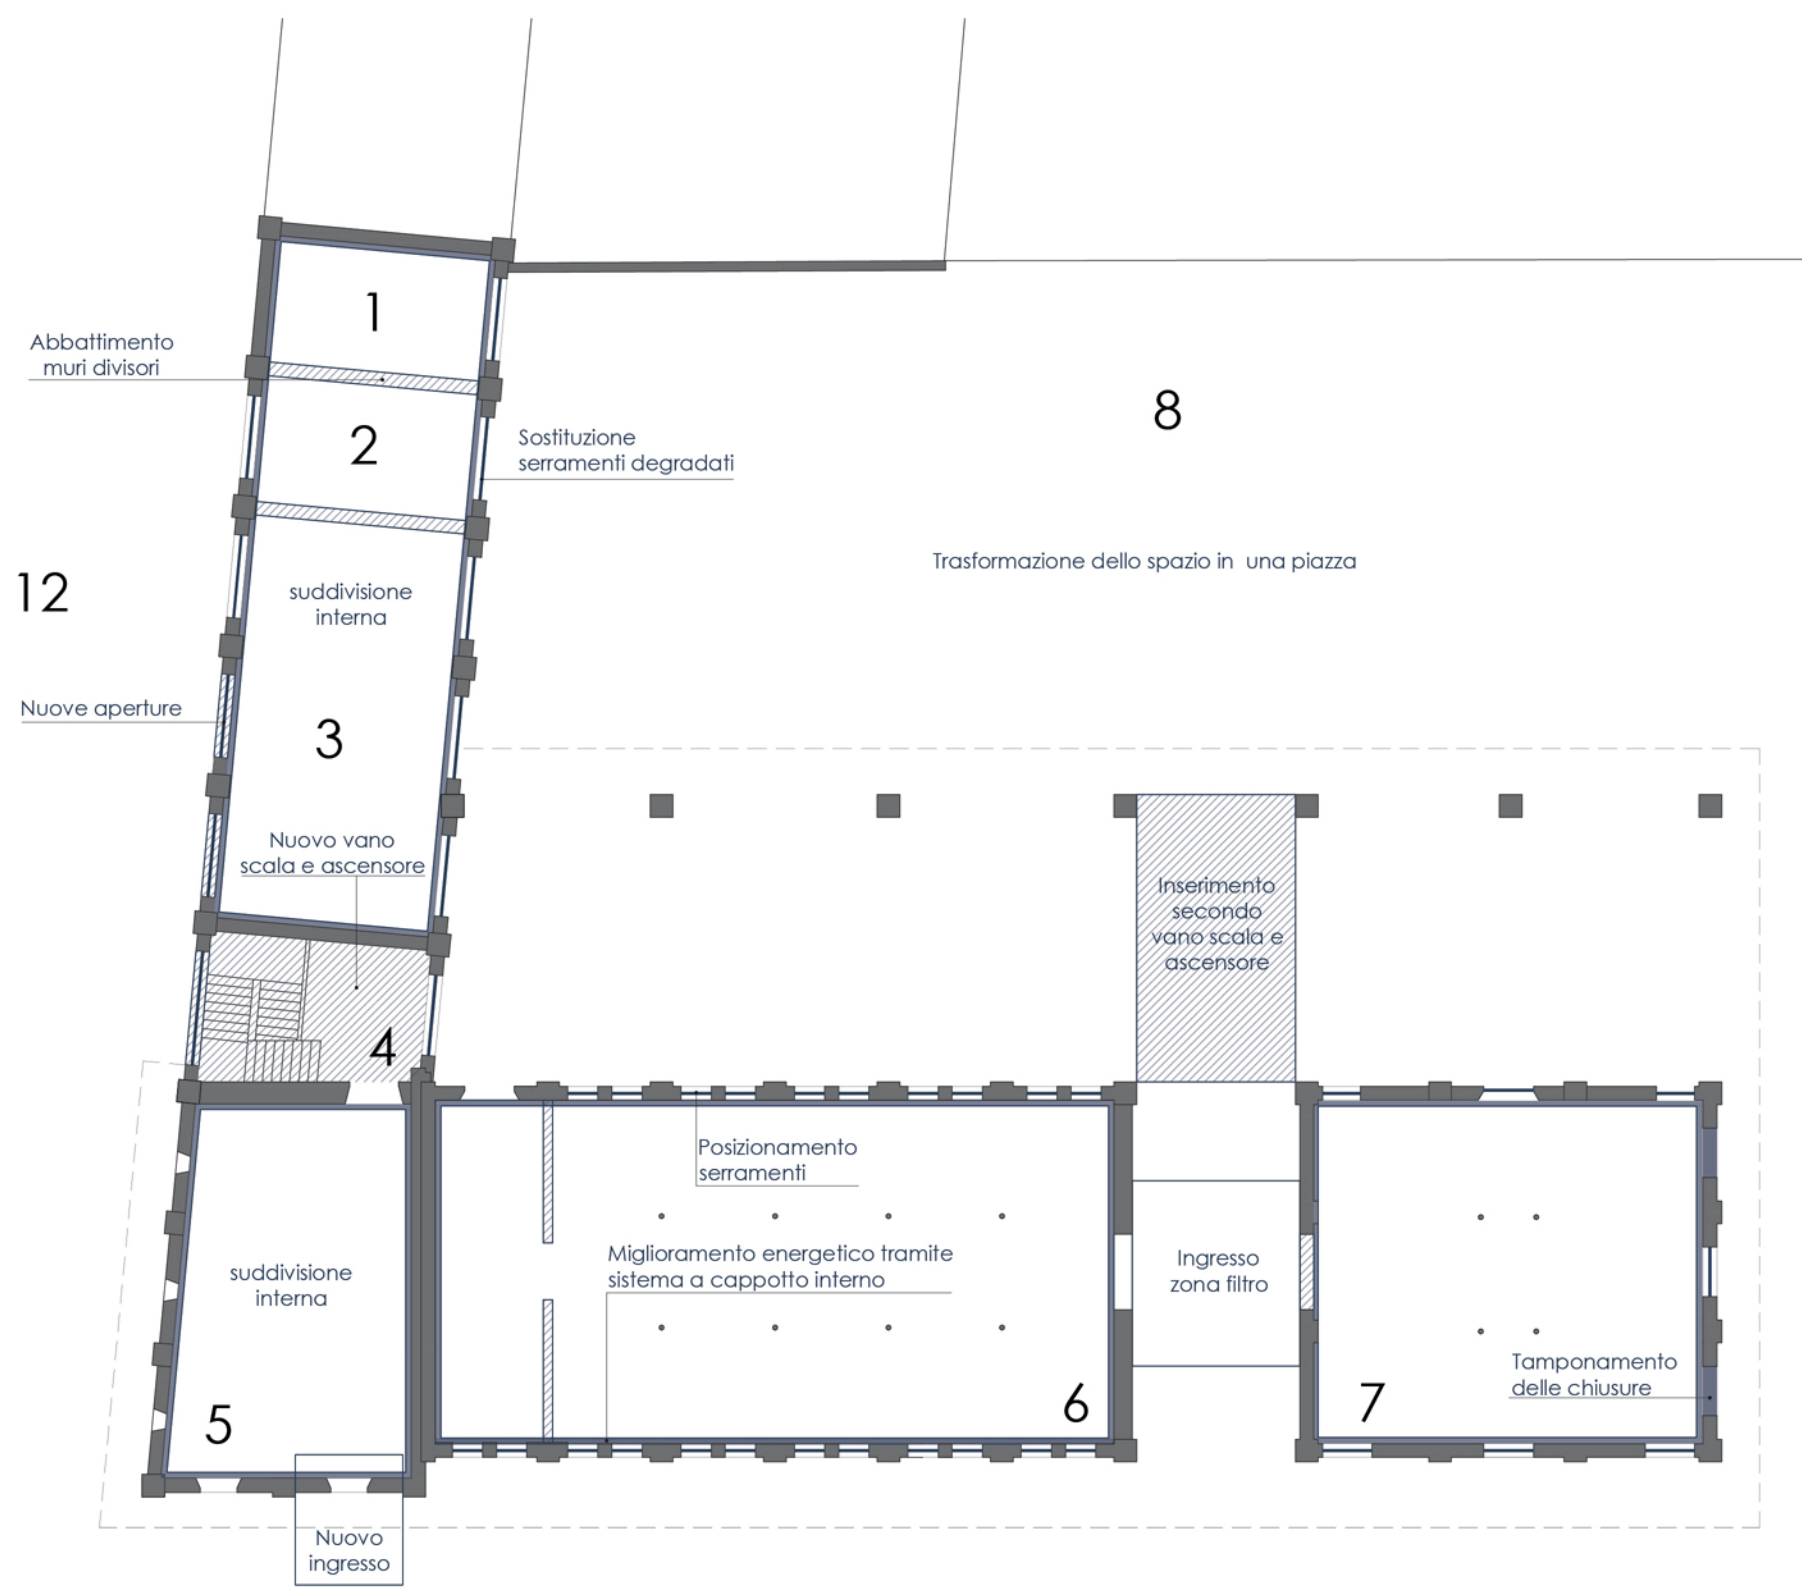 1
Abbattimento
muri divisori
8
2
Sostituzione
serramenti degradati
Trasformazione dello spazio in una piazza
12
suddivisione
interna
Nuove aperture
3
Nuovo vano
scala e ascensore
Inserimento
secondo
vano scala e
ascensore
4
Posizionamento
serramenti
Miglioramento energetico tramite
sistema a cappotto interno
Ingresso
zona filtro
suddivisione
interna
Tamponamento
delle chiusure
5
6
7
Nuovo
ingresso